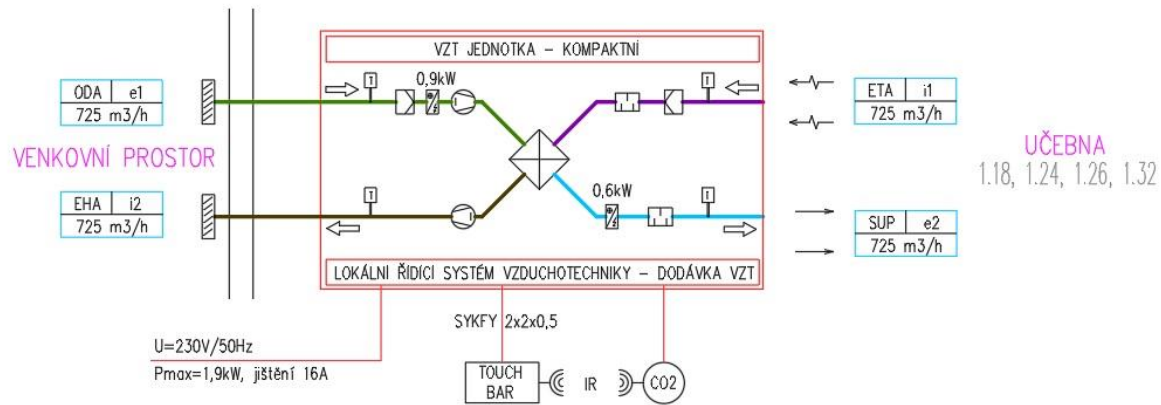 VZT JEDNOTKA – KOMPAKTNÍ
ODA e1
725 m3/h
VENKOVNÍ PROSTOR
EHA i2
725 m3/h
T
0,9kW
T
T
0,6kW
T
ETA i1
725 m3/h
UČEBNA
1.18, 1.24, 1.26, 1.32
SUP e2
725 m3/h
LOKÁLNÍ ŘÍDÍCÍ SYSTÉM VZDUCHOTECHNIKY – DODÁVKA VZT
SYKFY 2x2x0,5
U=230V/50Hz
Pmax=1,9kW, jištění 16A
TOUCH
BAR
IR
CO2